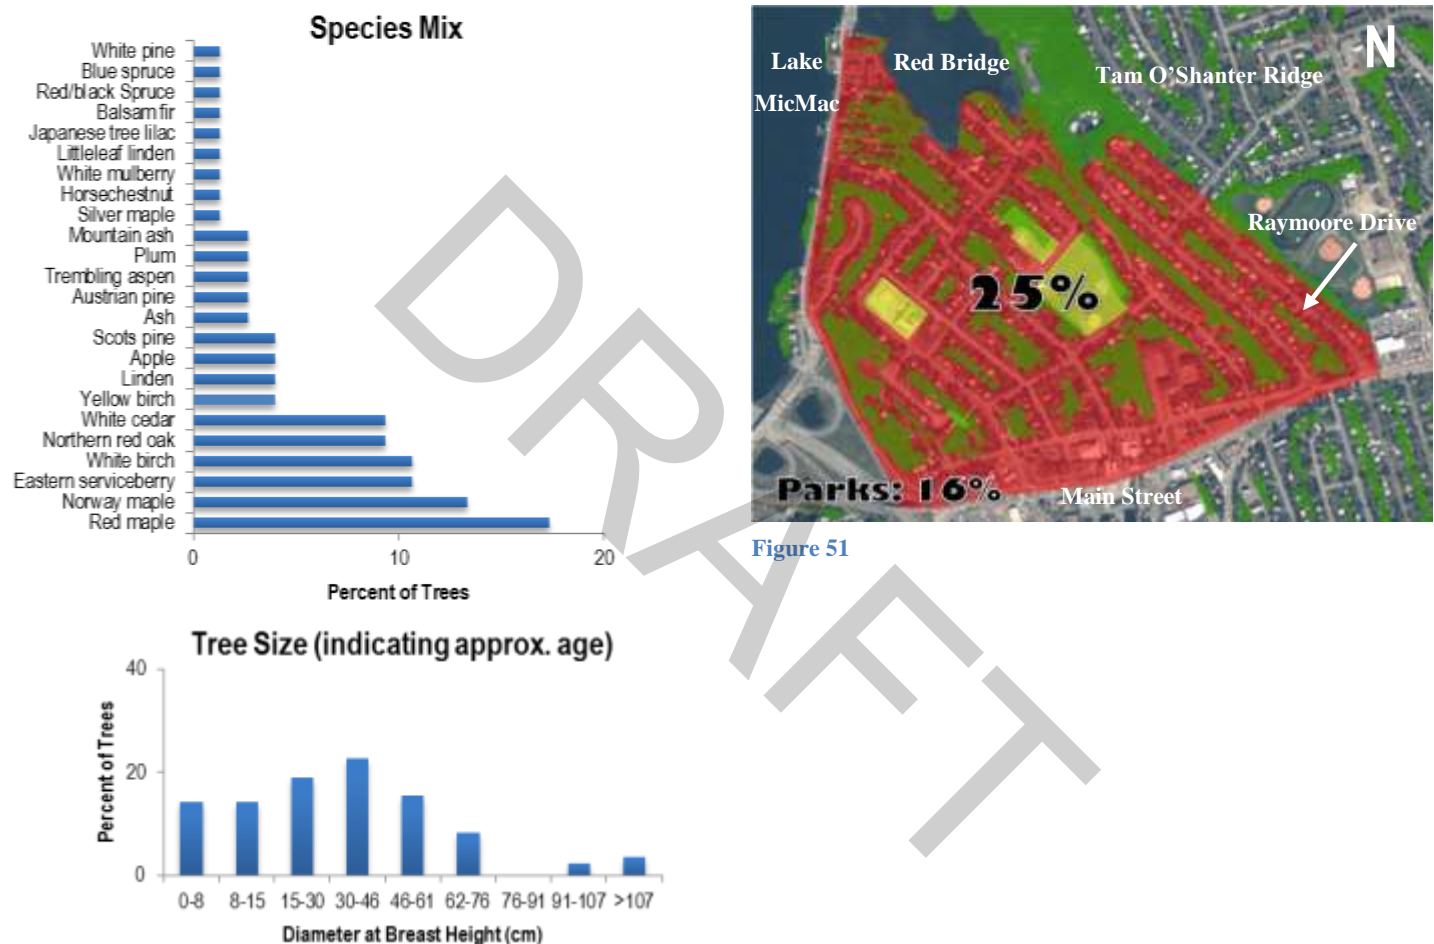 Species Mix
White pine
Blue spruce
Red/black Spruce
Balsam fir
Japanese tree lilac
Littleleaf linden
White mulberry
Horsechestnut
Silver maple
Mountain ash
Plum
Trembling aspen
Austrian pine
Ash
Scots pine
Apple
Linden
Yellow birch
White cedar
Northern red oak
White birch
Eastern serviceberry
Norway maple
Red maple
0 10 20
Percent of Trees
Lake
MicMac
Red Bridge
Tam O'Shanter Ridge
N
Raymoore Drive
25%
Parks: 16%
Main Street
Figure 51
Tree Size (indicating approx. age)
40
20
0
Percent of Trees
0-8 8-15 15-30 30-46 46-61 62-76 76-91 91-107 >107
Diameter at Breast Height (cm)
DRAFT